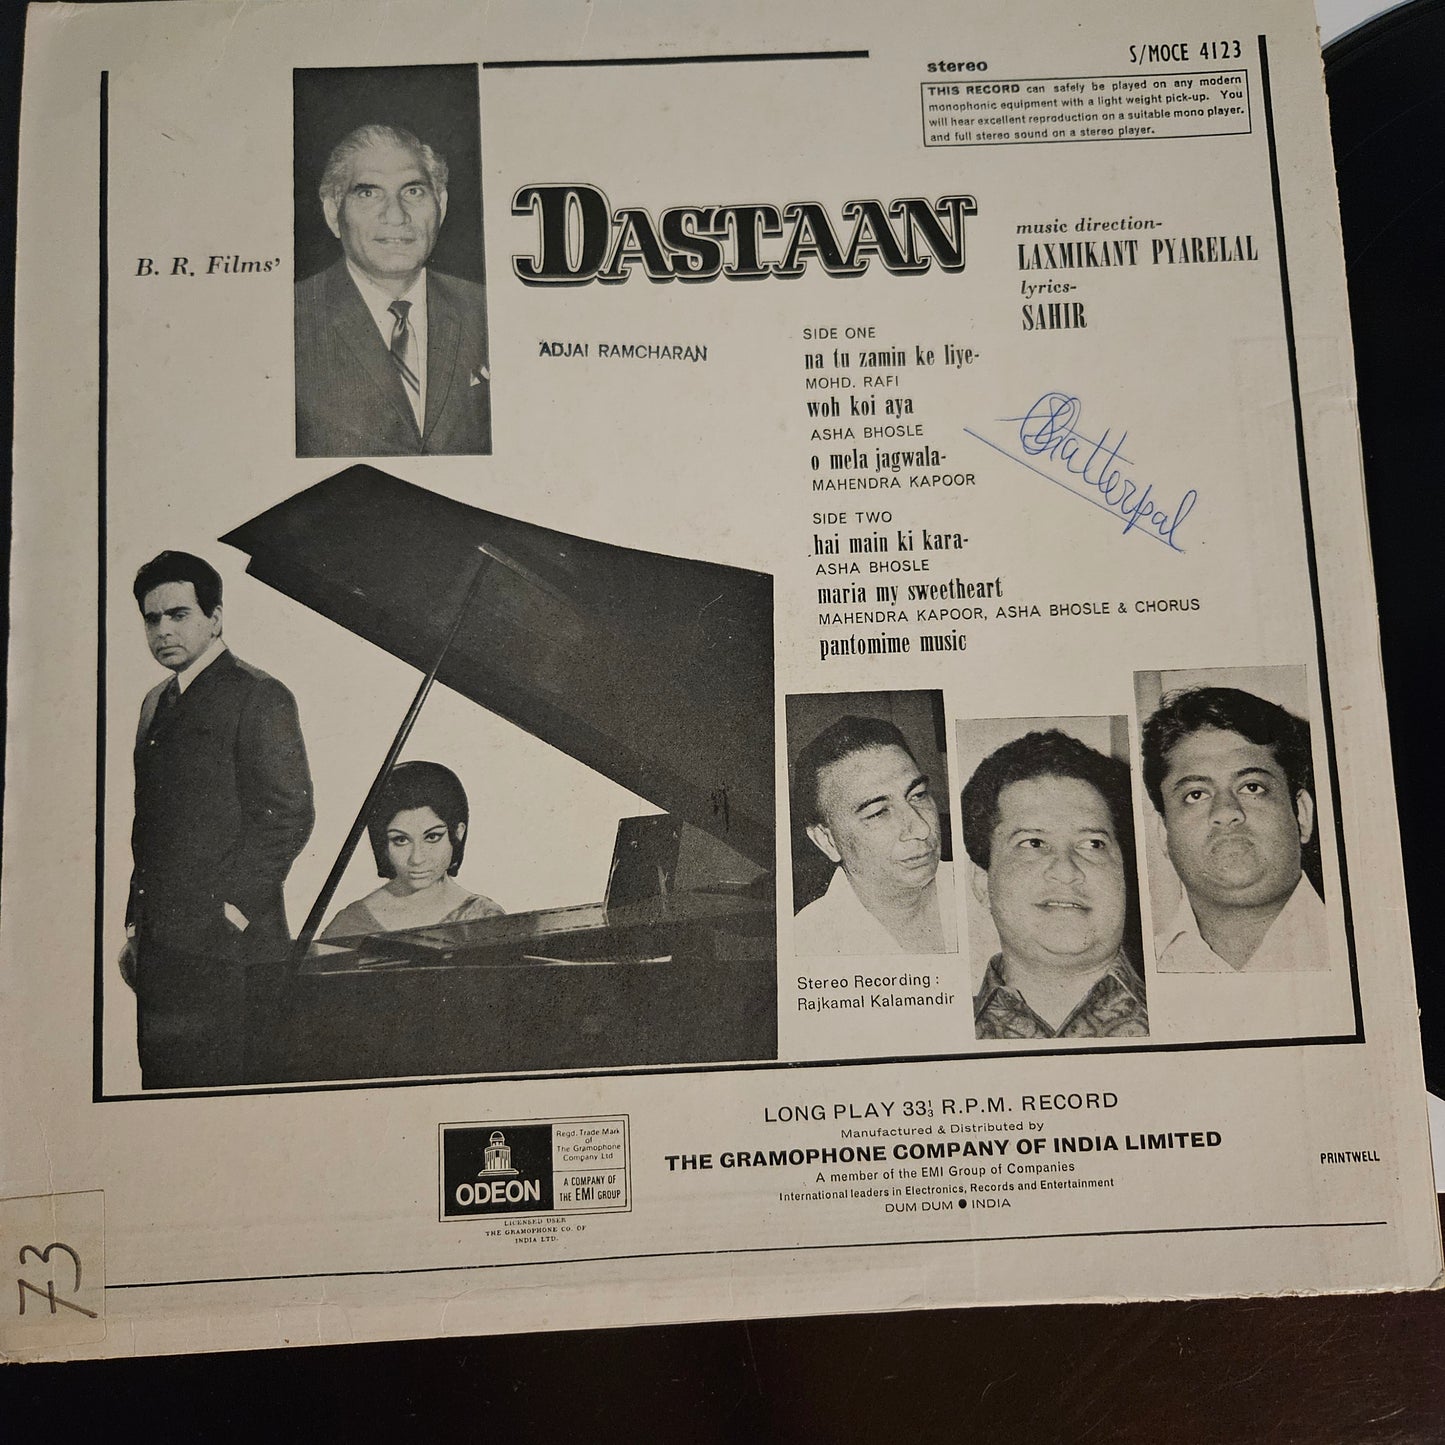 S/MOCE 4123
stereo
THIS RECORD can safely be played on any modern
monophonic equipment with a light weight pick-up. You
will hear excellent reproduction on a suitable mono player.
and full stereo sound on a stereo player.
B. R. Films'
DASTAAN
music direction-
LAXMIKANT PYARELAL
lyrics-
SAHIR
ADJAI RAMCHARAN
SIDE ONE
na tu zamin ke liye-
MOHD. RAFI
woh koi aya
ASHA BHOSLE
o mela jagwala-
MAHENDRA KAPOOR
Chatterpal
SIDE TWO
hai main ki kara-
ASHA BHOSLE
maria my sweetheart
MAHENDRA KAPOOR, ASHA BHOSLE & CHORUS
pantomime music
Stereo Recording :
Rajkamal Kalamandir
LONG PLAY 33⅓ R.P.M. RECORD
Manufactured & Distributed by
THE GRAMOPHONE COMPANY OF INDIA LIMITED
A member of the EMI Group of Companies
International leaders in Electronics, Records and Entertainment
DUM DUM ● INDIA
PRINTWELL
ODEON
Regd. Trade Mark
of
The Gramophone
Company Ltd
A COMPANY OF
THE EMI GROUP
LICENSED USER
THE GRAMOPHONE CO. OF
INDIA LTD.
73